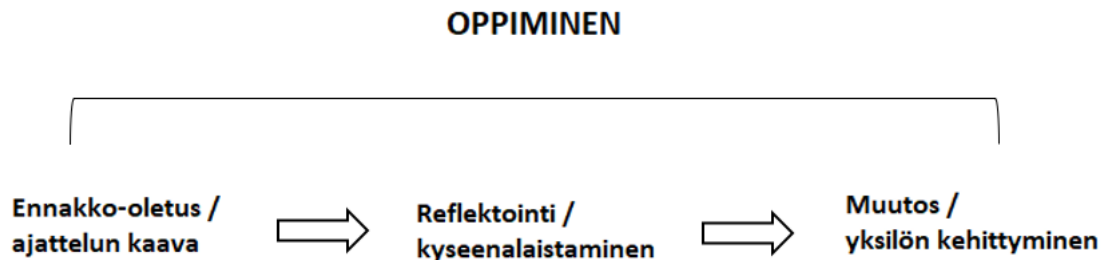 OPPIMINEN
Ennakko-oletus /
ajattelun kaava
Reflektointi /
kyseenalaistaminen
Muutos /
yksilön kehittyminen